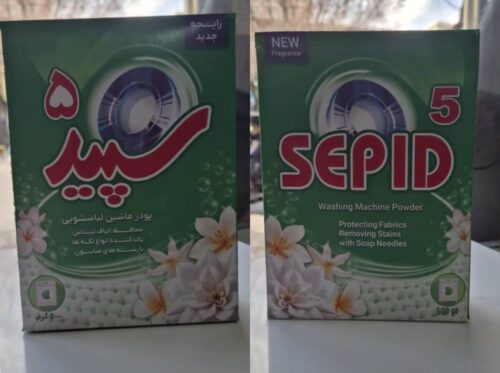 رایحه
جدید
۵
سپید
پودر ماشین لباسشویی
محافظ الیاف لباس
پاک کننده انواع لکه ها
با رشته های صابون
۵۰۰ گرم
NEW
Fragrance
5
SEPID
Washing Machine Powder
Protecting Fabrics
Removing Stains
with Soap Needles
500 gr